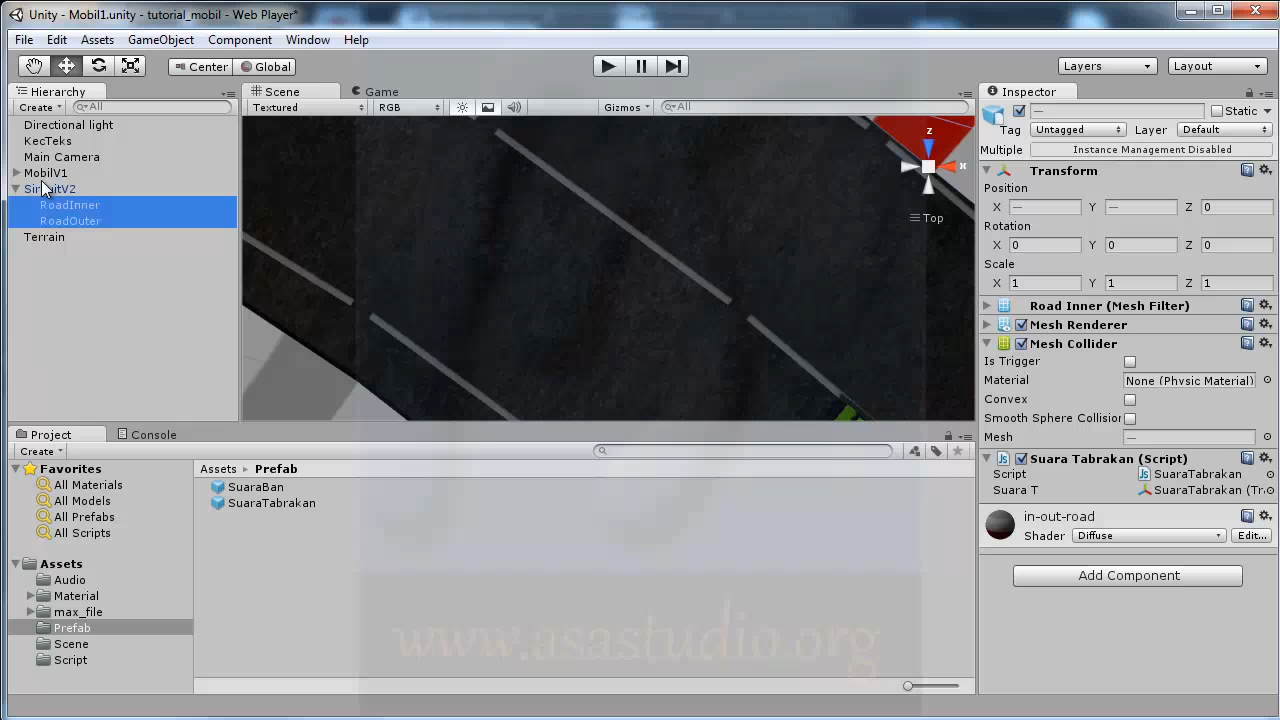 Unity - Mobil1.unity - tutorial_mobil - Web Player*
File Edit Assets GameObject Component Window Help
Center Global Layers Layout
Hierarchy
Create All
Directional light
KecTeks
Main Camera
MobilV1
SirkuitV2
RoadInner
RoadOuter
Terrain
Scene Game
Textured RGB Gizmos All
z
x
Top
Inspector
— Static
Tag Untagged Layer Default
Multiple Instance Management Disabled
Transform
Position
X — Y — Z 0
Rotation
X 0 Y 0 Z 0
Scale
X 1 Y 1 Z 1
Road Inner (Mesh Filter)
Mesh Renderer
Mesh Collider
Is Trigger
Material None (Physic Material)
Convex
Smooth Sphere Collision
Mesh —
Suara Tabrakan (Script)
Script SuaraTabrakan
Suara T SuaraTabrakan (Tra
in-out-road
Shader Diffuse Edit...
Add Component
Project Console
Create
Favorites
All Materials
All Models
All Prefabs
All Scripts
Assets
Audio
Material
max_file
Prefab
Scene
Script
Assets Prefab
SuaraBan
SuaraTabrakan
www.asastudio.org